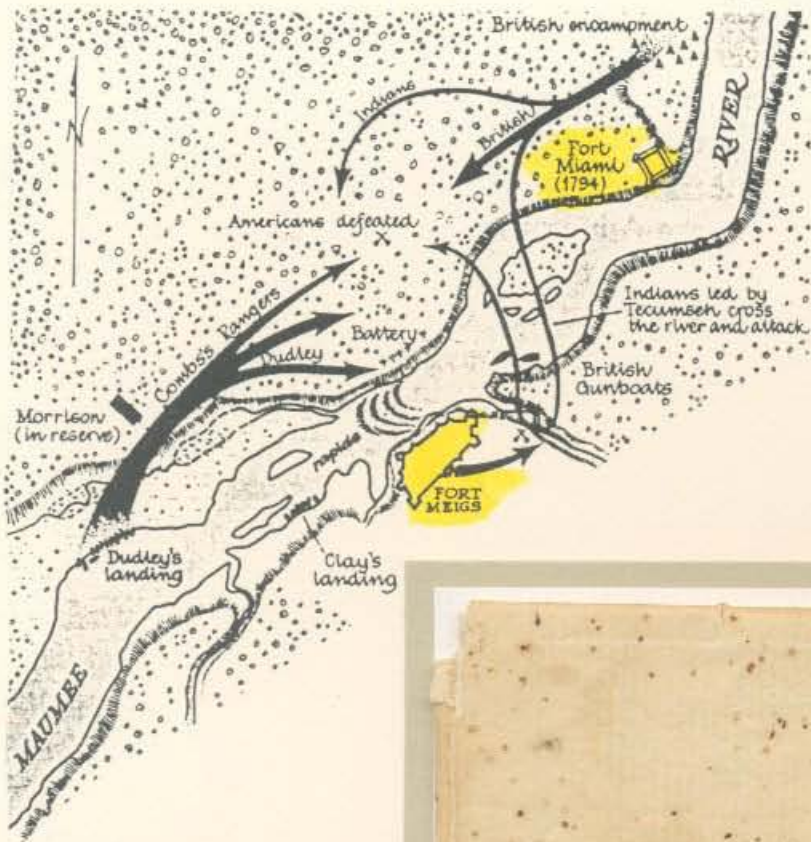 British encampment
Indians
British
RIVER
Fort
Miami
(1794)
N
Americans defeated
Indians led by
Tecumseh cross
the river and attack
Combs's Rangers
Battery
Dudley
British
Gunboats
Morrison
(in reserve)
rapids
FORT
MEIGS
Dudley's
landing
Clay's
landing
MAUMEE